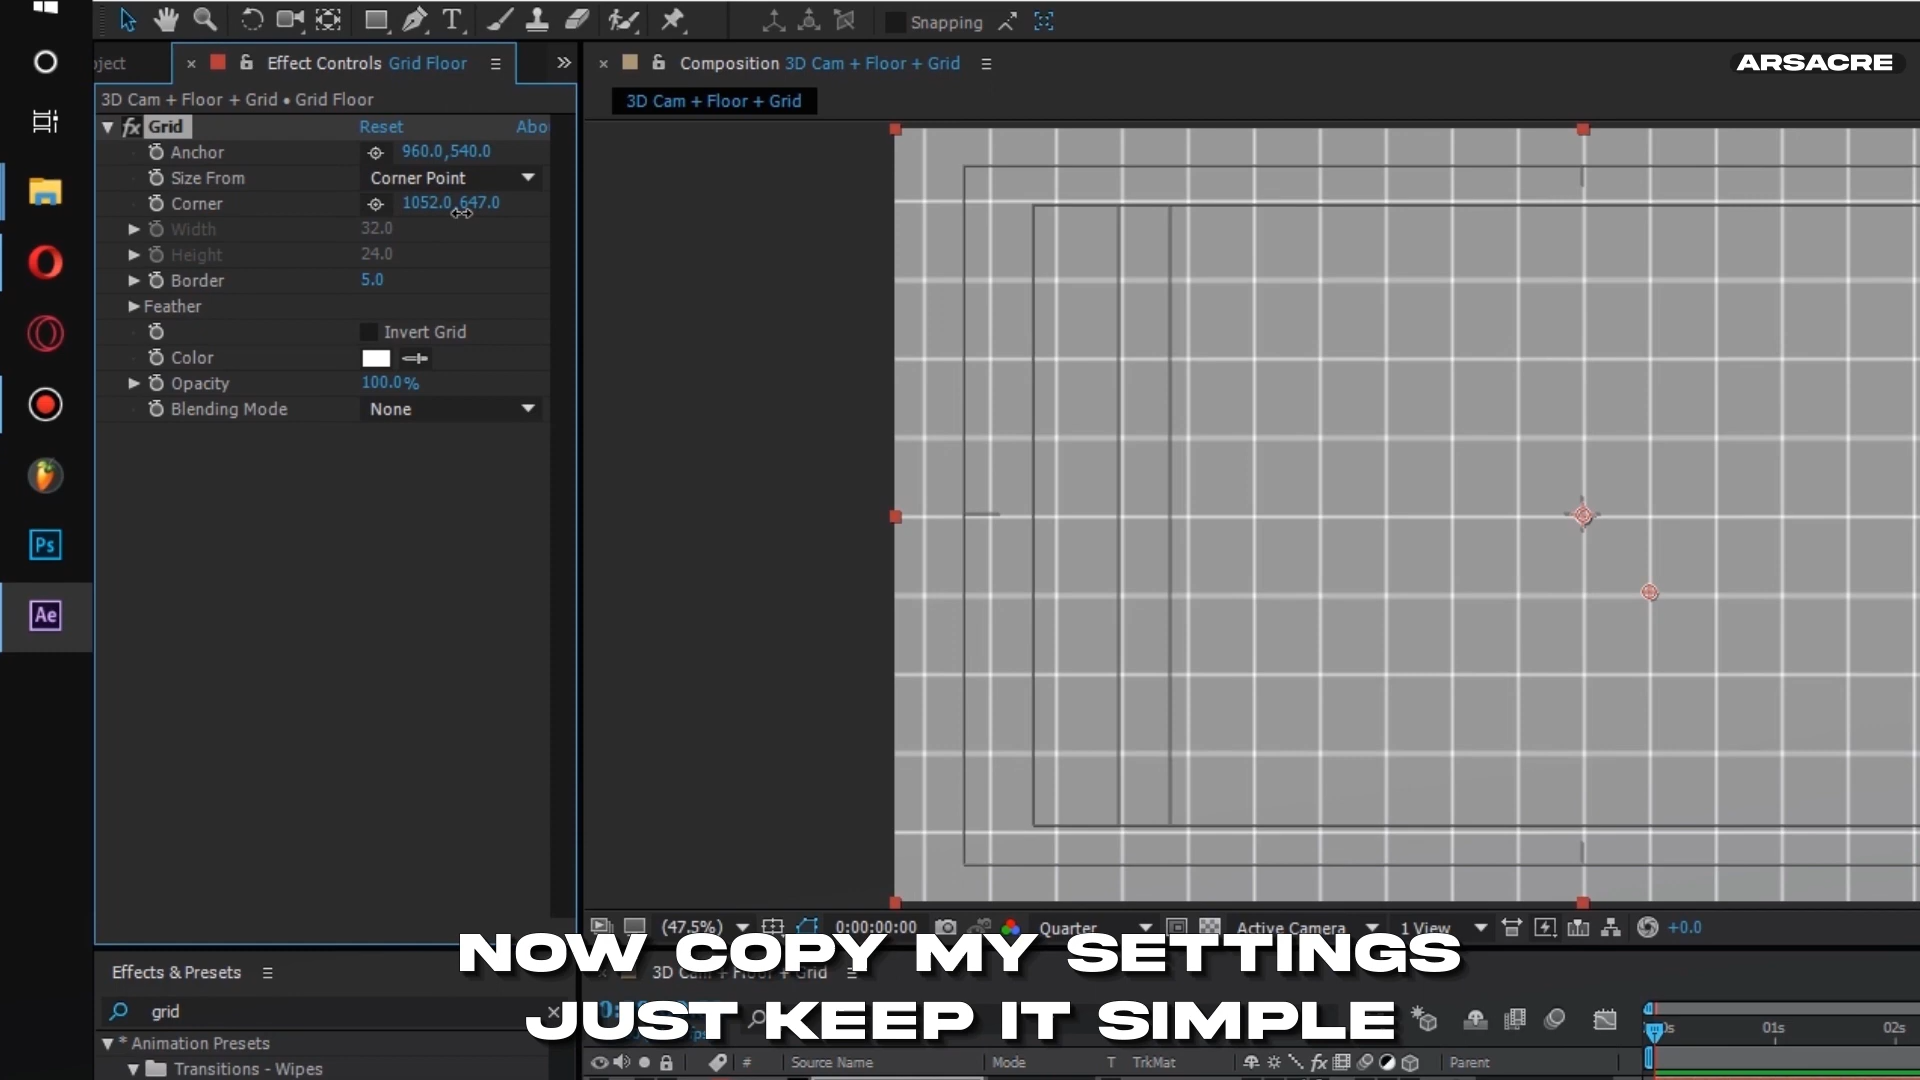 Snapping
ject
Effect Controls Grid Floor
Composition 3D Cam + Floor + Grid
ARSACRE
3D Cam + Floor + Grid • Grid Floor
3D Cam + Floor + Grid
fx Grid Reset Abo
Anchor 960.0,540.0
Size From Corner Point
Corner 1052.0,647.0
Width 32.0
Height 24.0
Border 5.0
Feather
Invert Grid
Color
Opacity 100.0%
Blending Mode None
Ps
Ae
(47.5%) 0:00:00:00 Quarter Active Camera 1 View +0.0
NOW COPY MY SETTINGS
JUST KEEP IT SIMPLE
Effects & Presets
3D Cam + Floor + Grid
grid
01s 02s
* Animation Presets
# Source Name Mode T TrkMat fx Parent
Transitions - Wipes